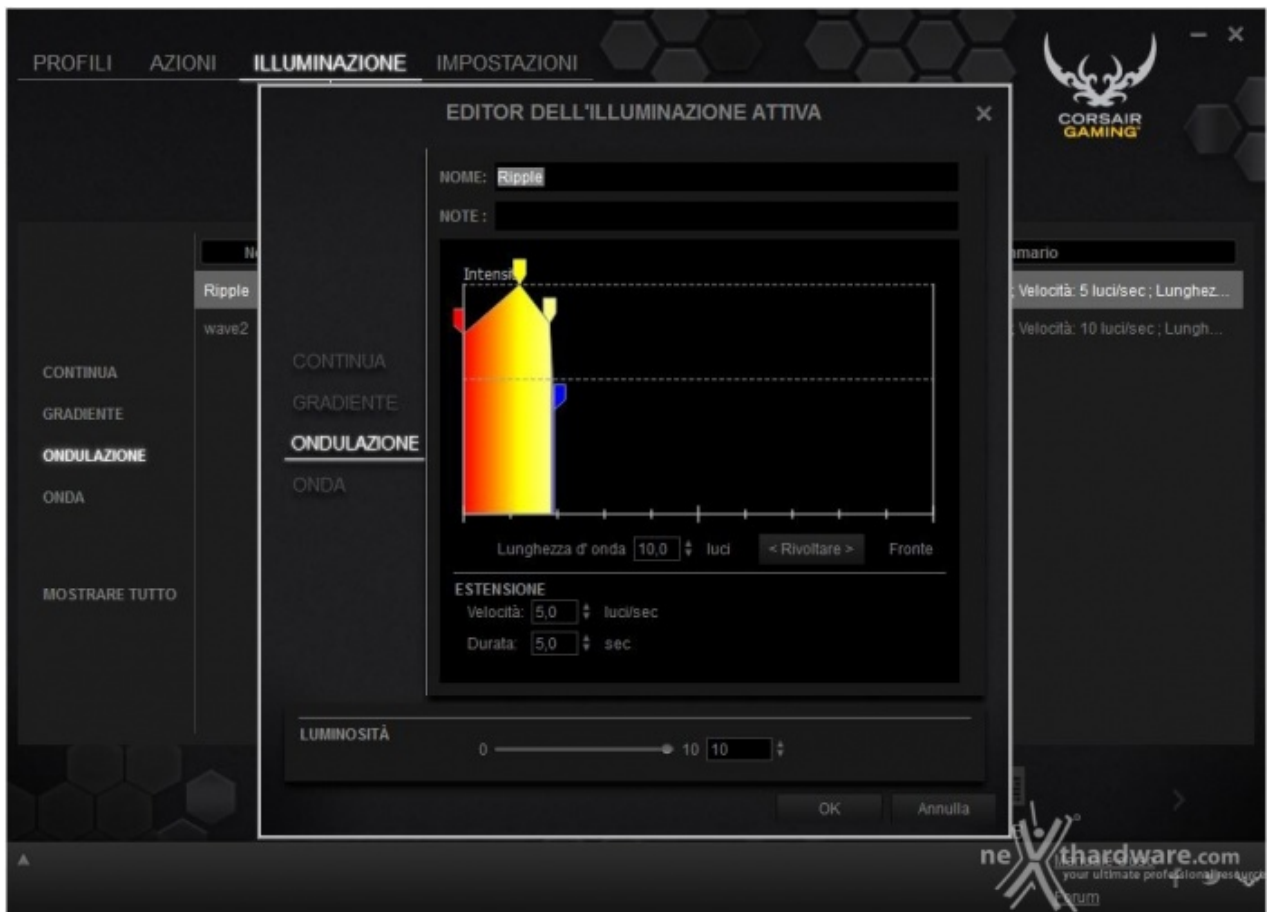 PROFILI AZIONI ILLUMINAZIONE IMPOSTAZIONI
CORSAIR
GAMING
EDITOR DELL'ILLUMINAZIONE ATTIVA
NOME: Ripple
NOTE :
Ripple
wave2
; Velocità: 5 luci/sec ; Lunghez...
; Velocità: 10 luci/sec ; Lungh...
CONTINUA
GRADIENTE
ONDULAZIONE
ONDA
MOSTRARE TUTTO
CONTINUA
GRADIENTE
ONDULAZIONE
ONDA
Lunghezza d' onda 10,0 luci < Rivoltare > Fronte
ESTENSIONE
Velocità: 5,0 luci/sec
Durata: 5,0 sec
LUMINOSITÀ
0 10 10
OK Annulla
nexthardware.com
your ultimate professional resource
Forum